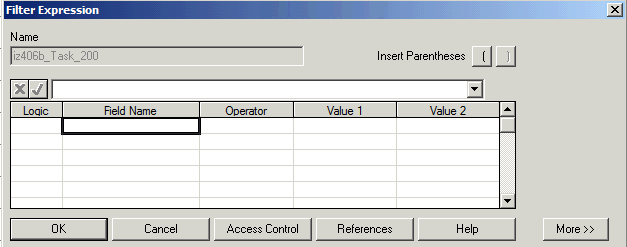 Filter Expression
Name
iz406b_Task_200
Insert Parentheses ( )
Logic Field Name Operator Value 1 Value 2
OK Cancel Access Control References Help More >>